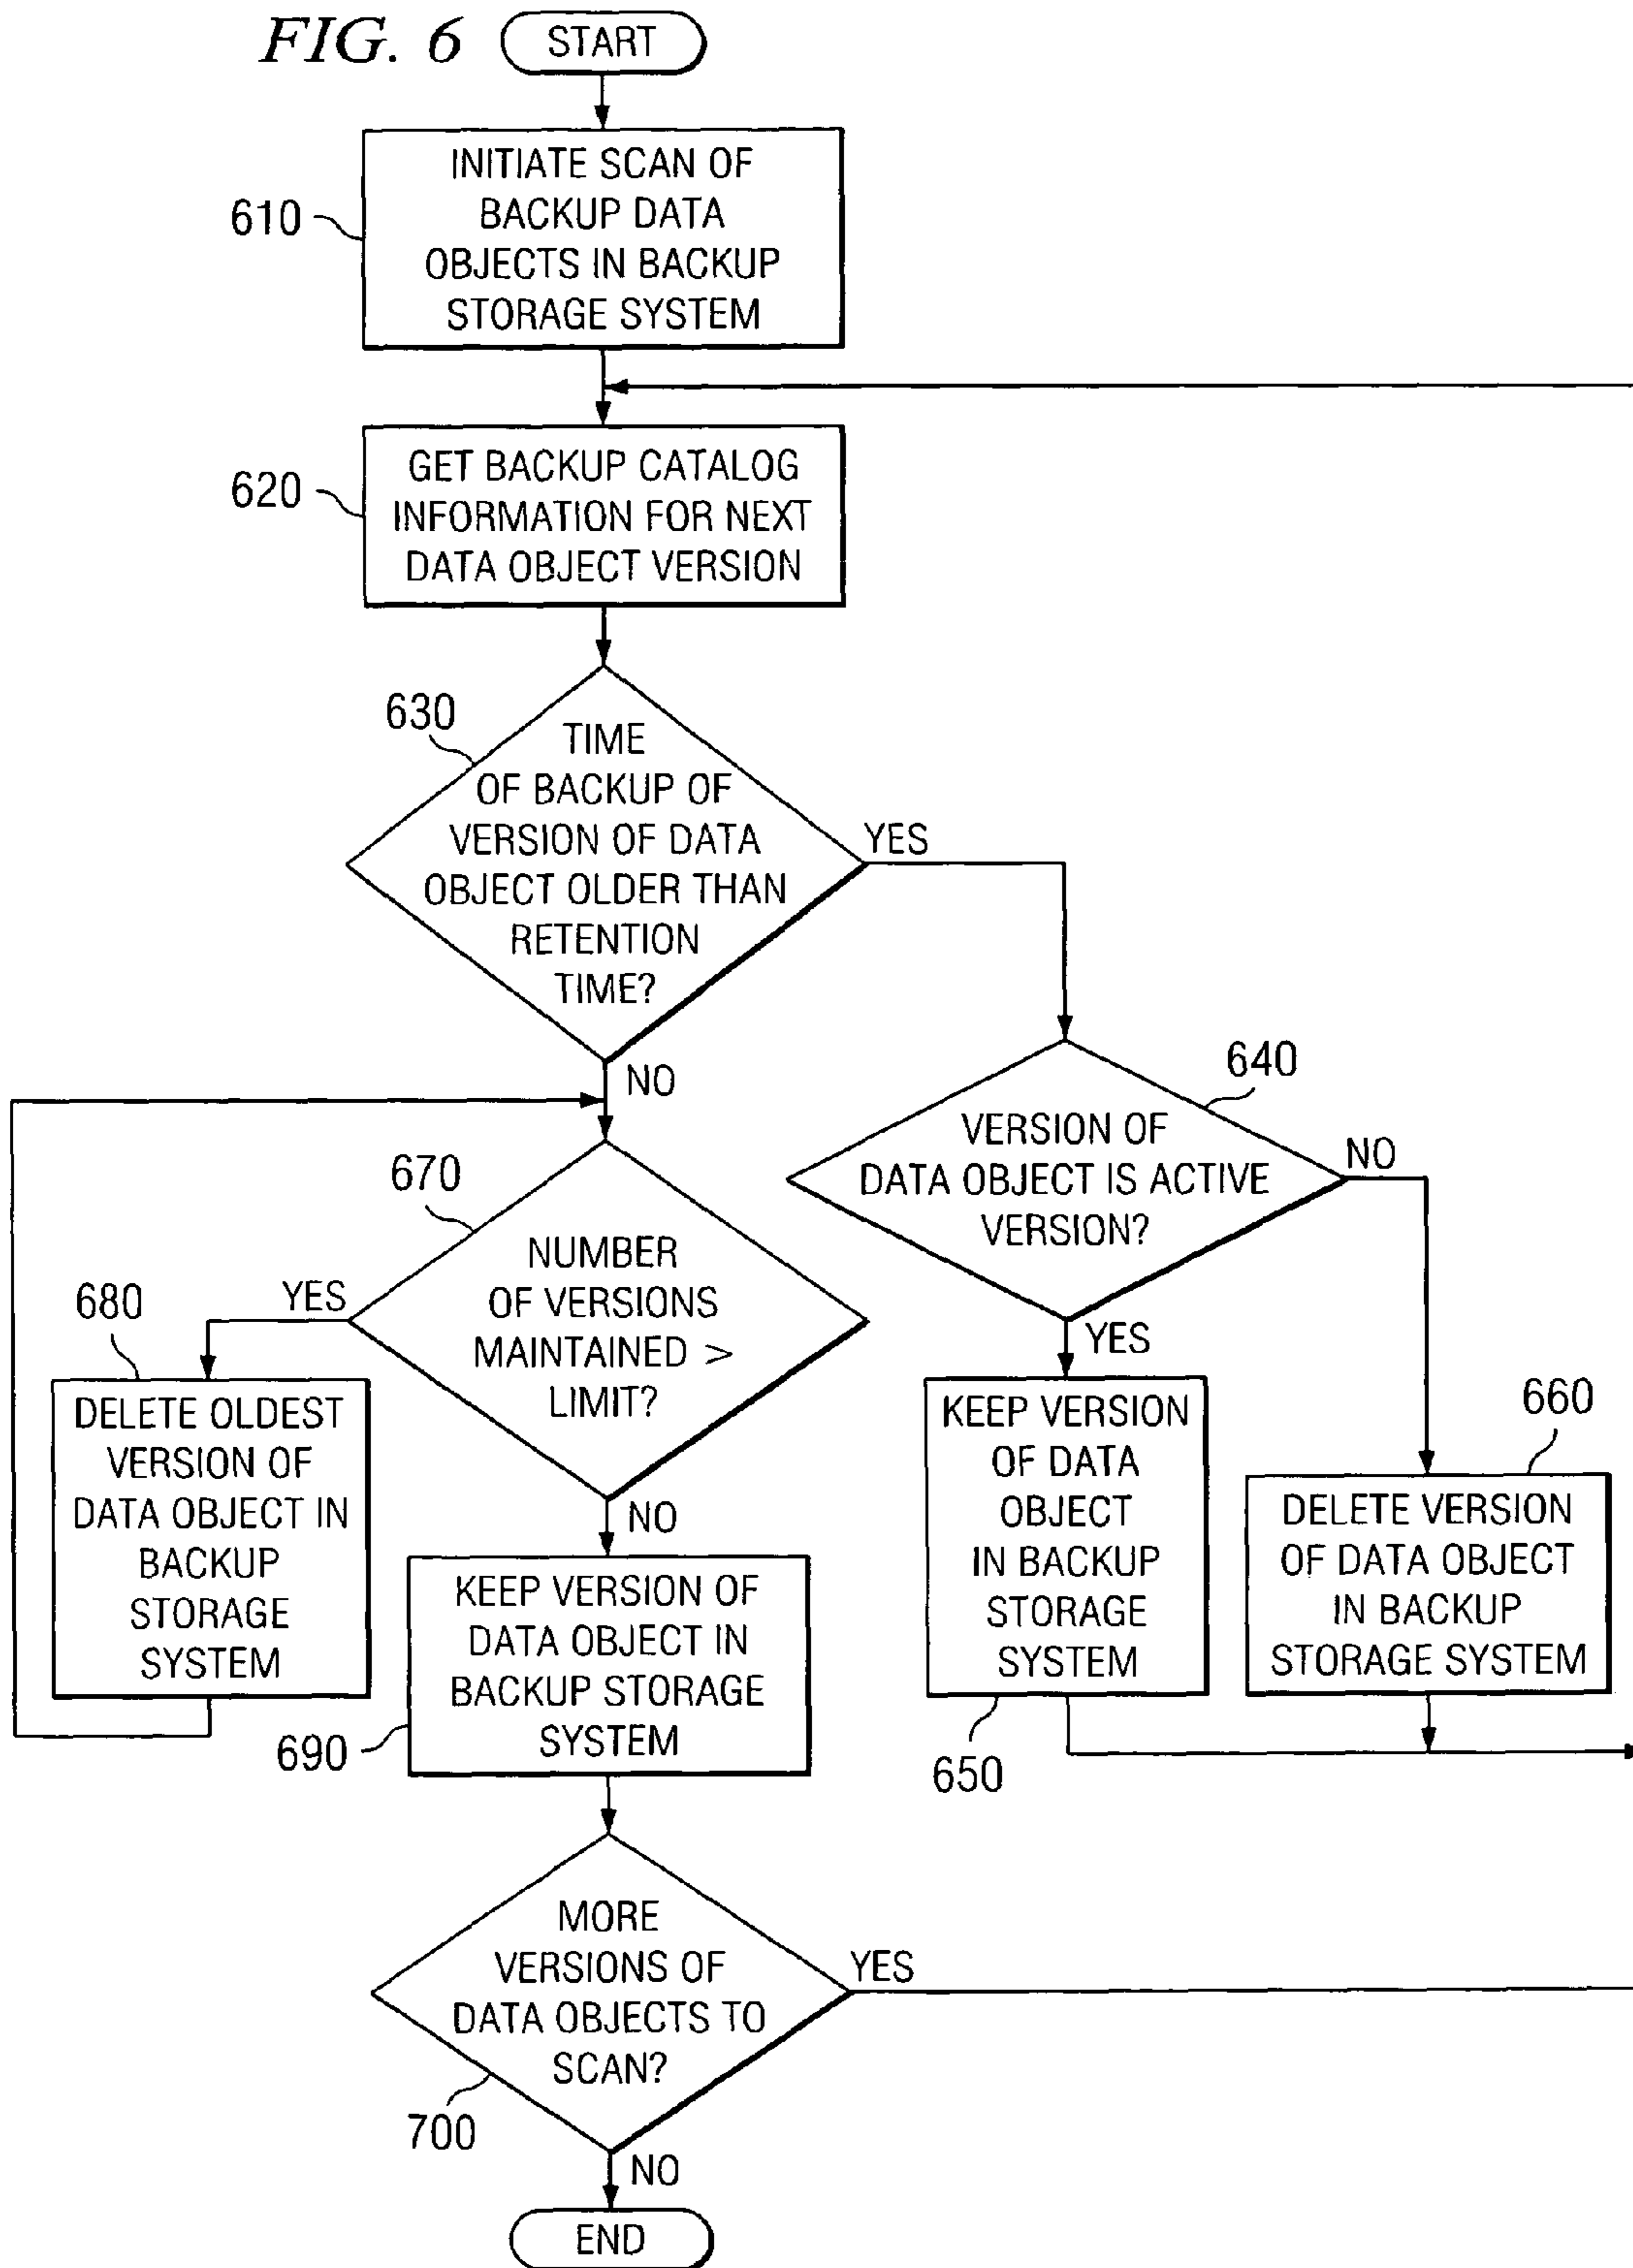 FIG. 6
START
610
INITIATE SCAN OF
BACKUP DATA
OBJECTS IN BACKUP
STORAGE SYSTEM
620
GET BACKUP CATALOG
INFORMATION FOR NEXT
DATA OBJECT VERSION
630
TIME
OF BACKUP OF
VERSION OF DATA
OBJECT OLDER THAN
RETENTION
TIME?
YES
NO
640
VERSION OF
DATA OBJECT IS ACTIVE
VERSION?
NO
YES
670
NUMBER
OF VERSIONS
MAINTAINED >
LIMIT?
YES
NO
680
DELETE OLDEST
VERSION OF
DATA OBJECT IN
BACKUP
STORAGE
SYSTEM
690
KEEP VERSION OF
DATA OBJECT IN
BACKUP STORAGE
SYSTEM
KEEP VERSION
OF DATA
OBJECT
IN BACKUP
STORAGE
SYSTEM
650
660
DELETE VERSION
OF DATA OBJECT
IN BACKUP
STORAGE SYSTEM
MORE
VERSIONS OF
DATA OBJECTS TO
SCAN?
YES
700
NO
END